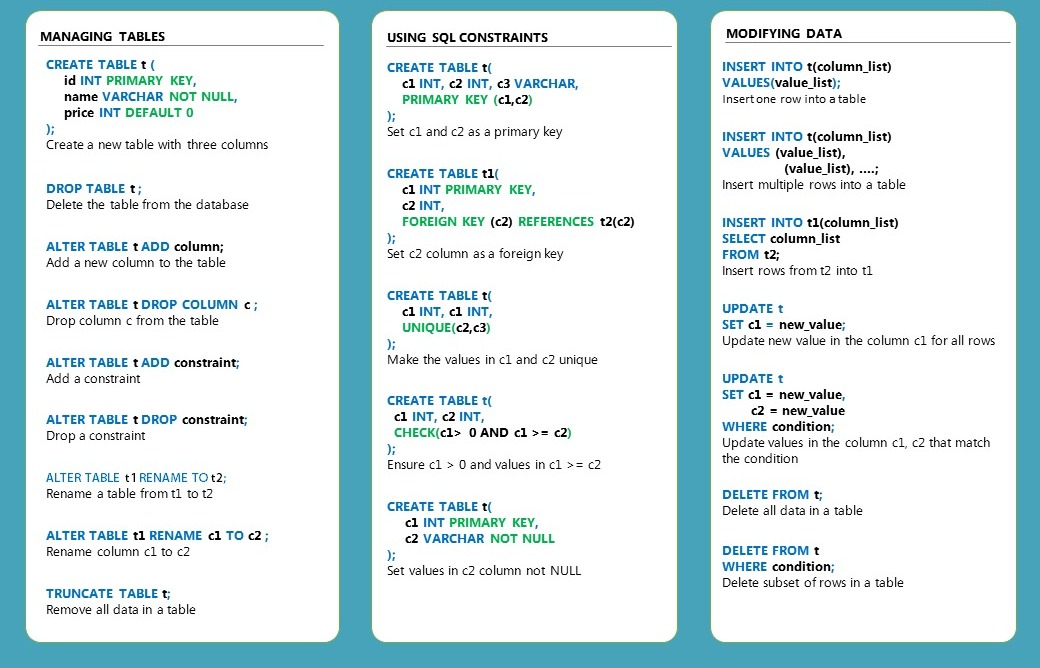 MANAGING TABLES
CREATE TABLE t (
id INT PRIMARY KEY,
name VARCHAR NOT NULL,
price INT DEFAULT 0
);
Create a new table with three columns
DROP TABLE t ;
Delete the table from the database
ALTER TABLE t ADD column;
Add a new column to the table
ALTER TABLE t DROP COLUMN c ;
Drop column c from the table
ALTER TABLE t ADD constraint;
Add a constraint
ALTER TABLE t DROP constraint;
Drop a constraint
ALTER TABLE t1 RENAME TO t2;
Rename a table from t1 to t2
ALTER TABLE t1 RENAME c1 TO c2 ;
Rename column c1 to c2
TRUNCATE TABLE t;
Remove all data in a table
USING SQL CONSTRAINTS
CREATE TABLE t(
c1 INT, c2 INT, c3 VARCHAR,
PRIMARY KEY (c1,c2)
);
Set c1 and c2 as a primary key
CREATE TABLE t1(
c1 INT PRIMARY KEY,
c2 INT,
FOREIGN KEY (c2) REFERENCES t2(c2)
);
Set c2 column as a foreign key
CREATE TABLE t(
c1 INT, c1 INT,
UNIQUE(c2,c3)
);
Make the values in c1 and c2 unique
CREATE TABLE t(
c1 INT, c2 INT,
CHECK(c1> 0 AND c1 >= c2)
);
Ensure c1 > 0 and values in c1 >= c2
CREATE TABLE t(
c1 INT PRIMARY KEY,
c2 VARCHAR NOT NULL
);
Set values in c2 column not NULL
MODIFYING DATA
INSERT INTO t(column_list)
VALUES(value_list);
Insert one row into a table
INSERT INTO t(column_list)
VALUES (value_list),
(value_list), ....;
Insert multiple rows into a table
INSERT INTO t1(column_list)
SELECT column_list
FROM t2;
Insert rows from t2 into t1
UPDATE t
SET c1 = new_value;
Update new value in the column c1 for all rows
UPDATE t
SET c1 = new_value,
c2 = new_value
WHERE condition;
Update values in the column c1, c2 that match
the condition
DELETE FROM t;
Delete all data in a table
DELETE FROM t
WHERE condition;
Delete subset of rows in a table